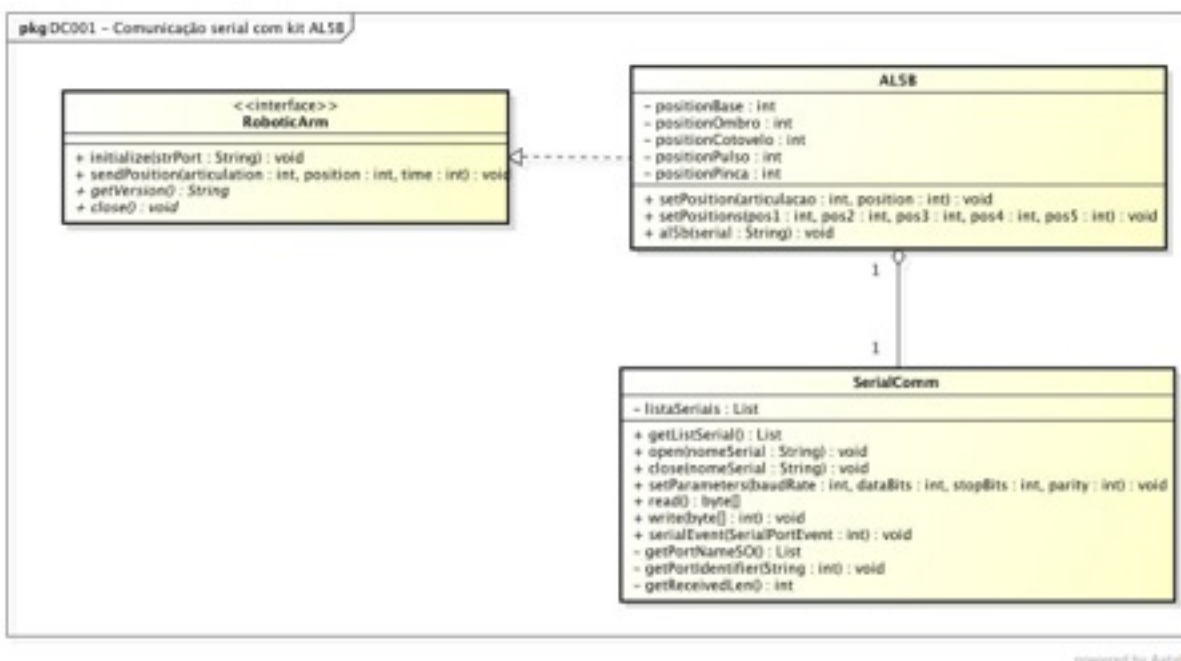 pkg DC001 - Comunicação serial com kit AL5B
<<interface>>
RoboticArm
+ initialize(strPort : String) : void
+ sendPosition(articulation : int, position : int, time : int) : void
+ getVersion() : String
+ close() : void
AL5B
- positionBase : int
- positionOmbro : int
- positionCotovelo : int
- positionPulso : int
- positionPinca : int
+ setPosition(articulacao : int, position : int) : void
+ setPositions(pos1 : int, pos2 : int, pos3 : int, pos4 : int, pos5 : int) : void
+ al5b(serial : String) : void
1
1
SerialComm
- listaSeriais : List
+ getListSerial() : List
+ open(nomeSerial : String) : void
+ close(nomeSerial : String) : void
+ setParameters(baudRate : int, dataBits : int, stopBits : int, parity : int) : void
+ read() : byte[]
+ write(byte[] : int) : void
+ serialEvent(SerialPortEvent : int) : void
- getPortNameSO() : List
- getPortIdentifier(String : int) : void
- getReceivedLen() : int
powered by